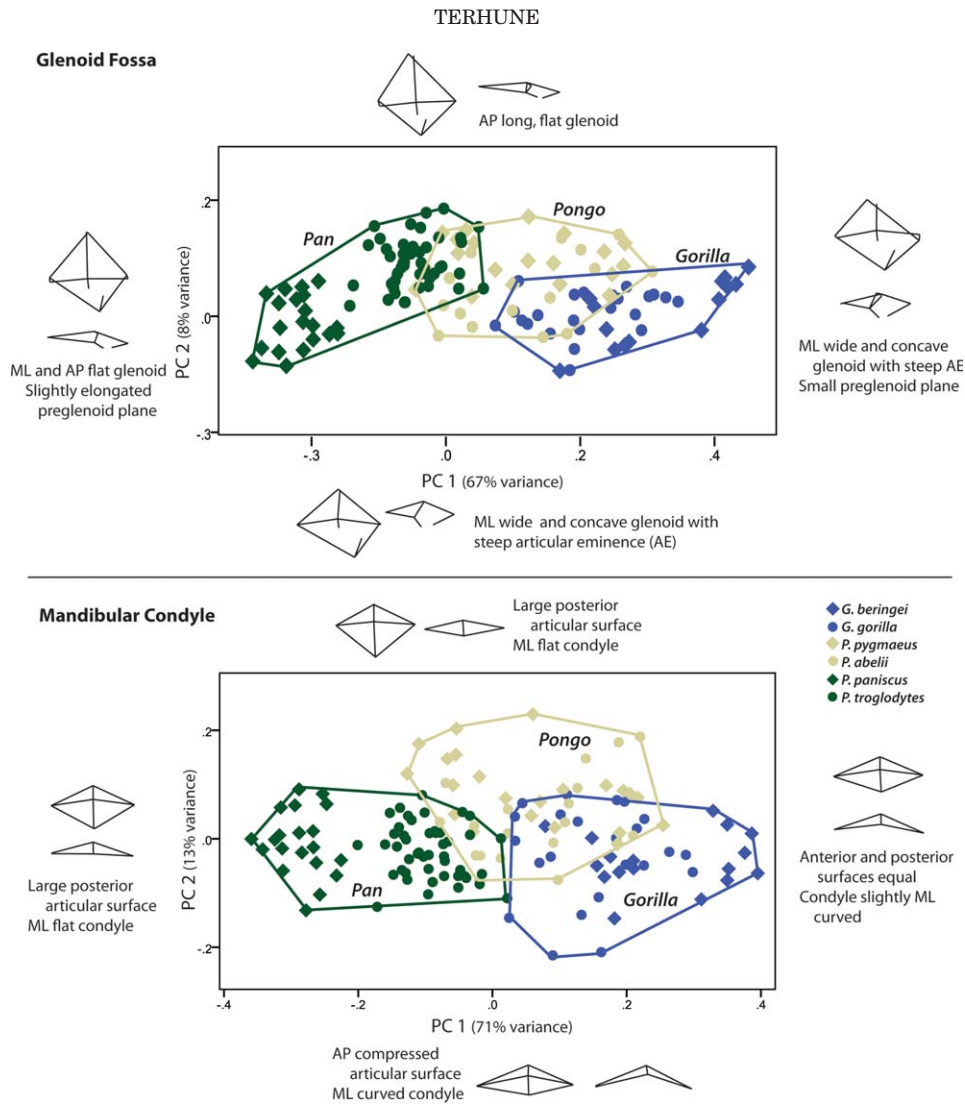 TERHUNE
Glenoid Fossa
AP long, flat glenoid
Pan
Pongo
Gorilla
ML and AP flat glenoid
Slightly elongated
preglenoid plane
ML wide and concave
glenoid with steep AE
Small preglenoid plane
PC 2 (8% variance)
.2
.0
-.3
-.3
.0
.2
.4
PC 1 (67% variance)
ML wide and concave glenoid with
steep articular eminence (AE)
Mandibular Condyle
Large posterior
articular surface
ML flat condyle
G. beringei
G. gorilla
P. pygmaeus
P. abelii
P. paniscus
P. troglodytes
Pongo
Pan
Gorilla
Large posterior
articular surface
ML flat condyle
Anterior and posterior
surfaces equal
Condyle slightly ML
curved
PC 2 (13% variance)
.2
.0
-.2
-.4
-.2
.0
.2
.4
PC 1 (71% variance)
AP compressed
articular surface
ML curved condyle